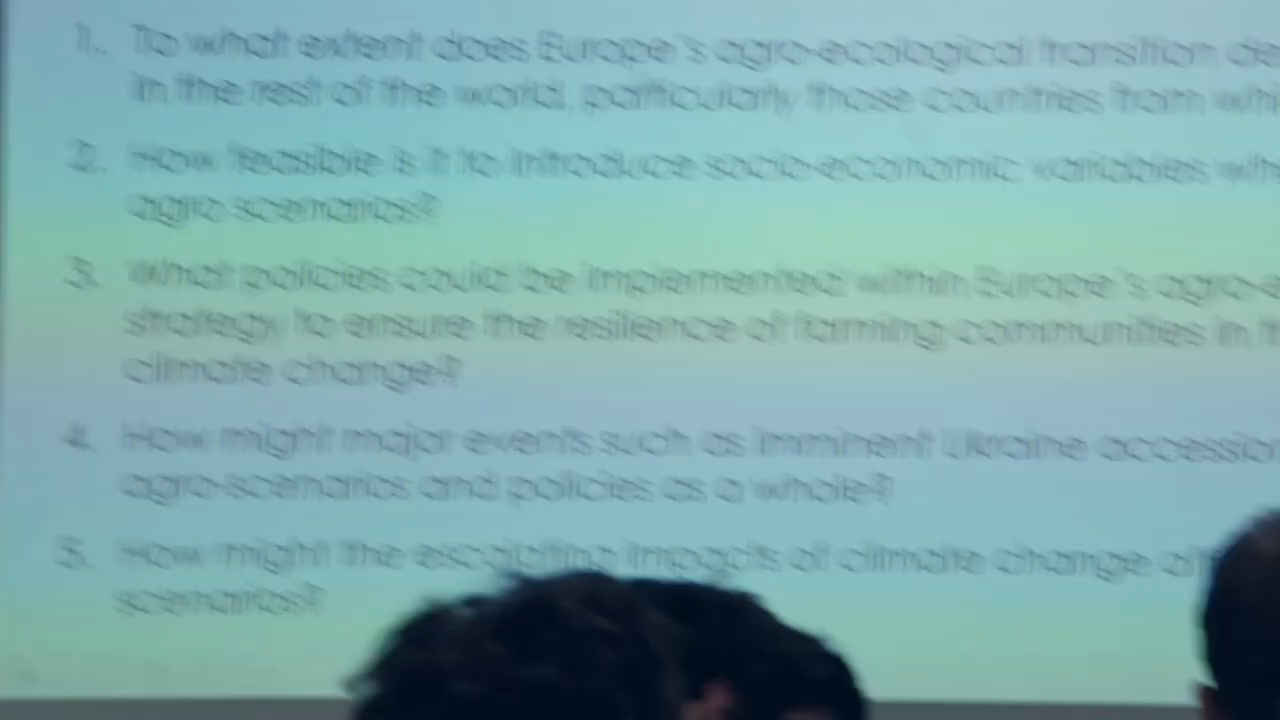 1. To what extent does Europe's agro-ecological transition
in the rest of the world, particularly those countries from
2. How feasible is it to introduce socio-economic variables
agro scenarios?
3. What policies could be implemented within Europe's
strategy to ensure the resilience of farming communities in
climate change?
4. How might major events such as imminent Ukraine
agro-scenarios and policies as a whole?
5. How might the escalating impacts of climate change
scenarios?